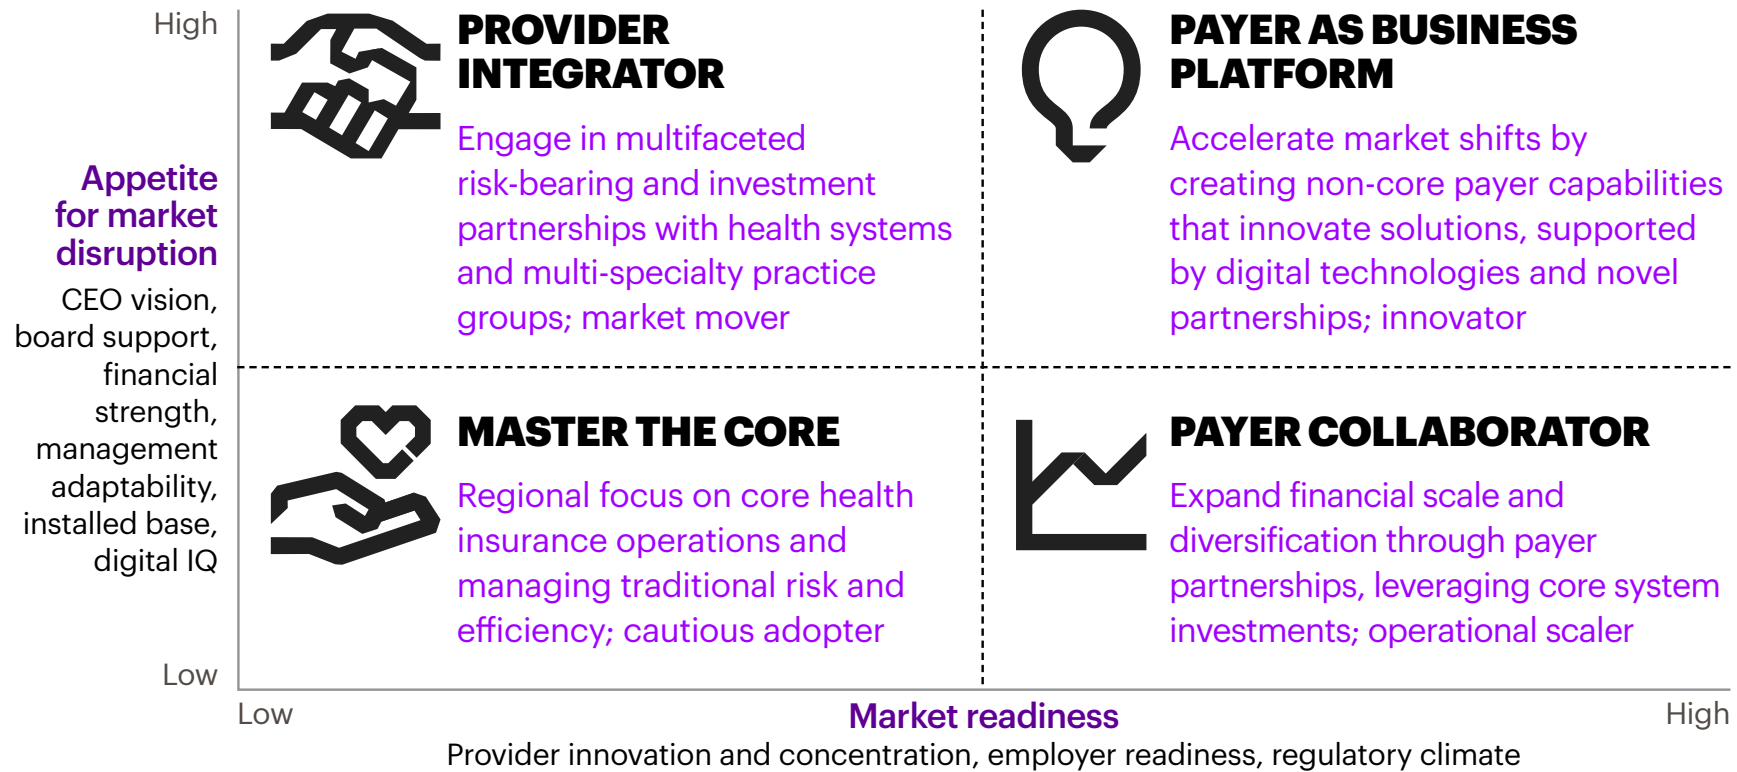 High
Appetite
for market
disruption
CEO vision,
board support,
financial
strength,
management
adaptability,
installed base,
digital IQ
Low
PROVIDER
INTEGRATOR
Engage in multifaceted
risk-bearing and investment
partnerships with health systems
and multi-specialty practice
groups; market mover
PAYER AS BUSINESS
PLATFORM
Accelerate market shifts by
creating non-core payer capabilities
that innovate solutions, supported
by digital technologies and novel
partnerships; innovator
MASTER THE CORE
Regional focus on core health
insurance operations and
managing traditional risk and
efficiency; cautious adopter
PAYER COLLABORATOR
Expand financial scale and
diversification through payer
partnerships, leveraging core system
investments; operational scaler
Low
Market readiness
High
Provider innovation and concentration, employer readiness, regulatory climate